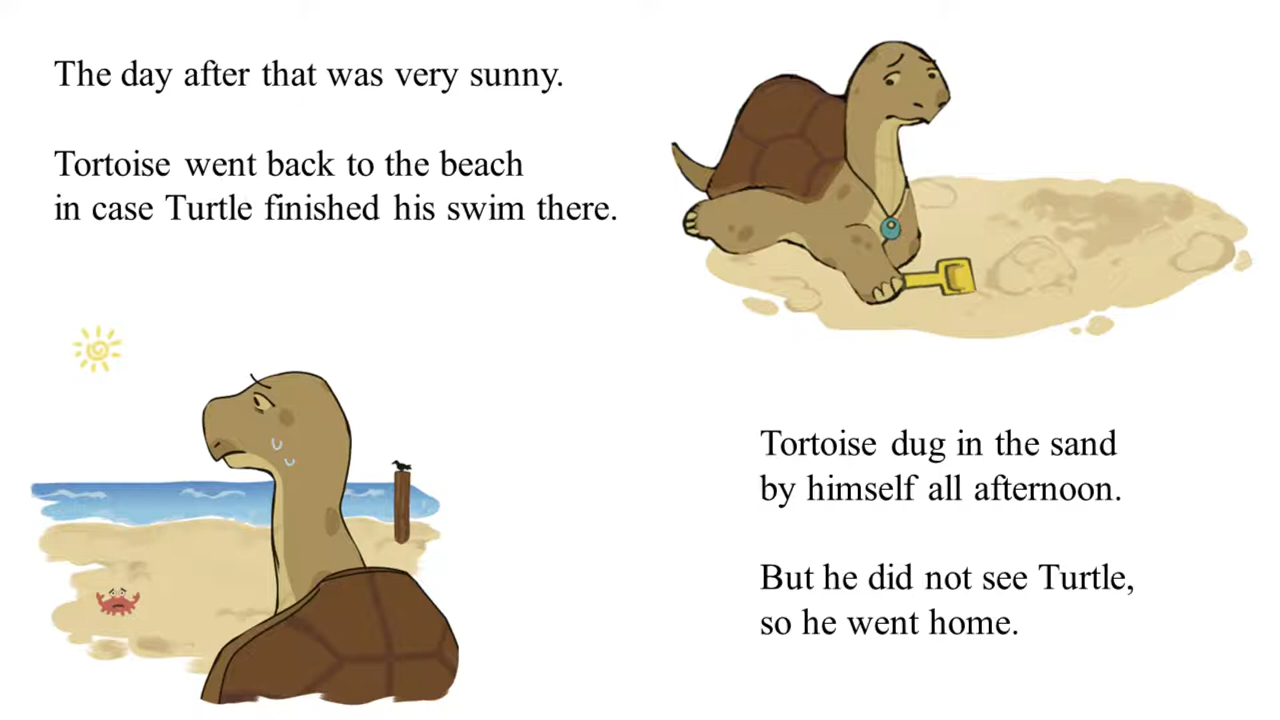 The day after that was very sunny.
Tortoise went back to the beach
in case Turtle finished his swim there.
Tortoise dug in the sand
by himself all afternoon.
But he did not see Turtle,
so he went home.